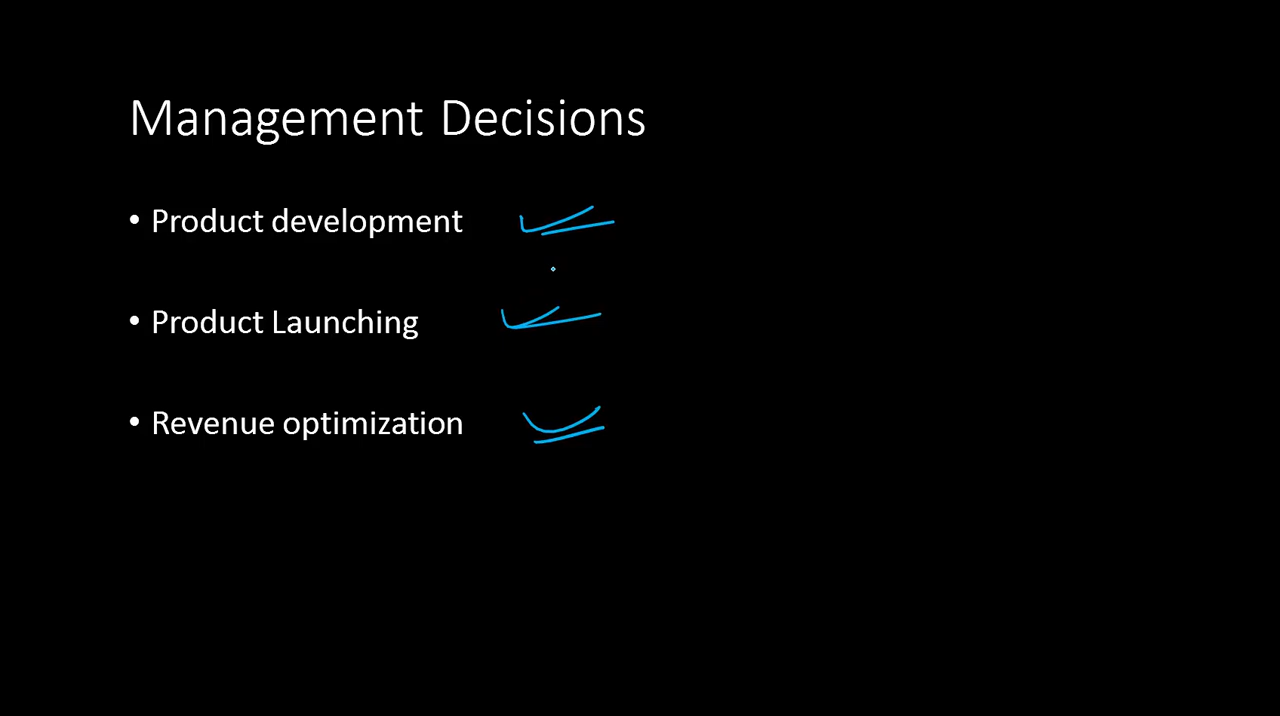 Management Decisions
• Product development
• Product Launching
• Revenue optimization